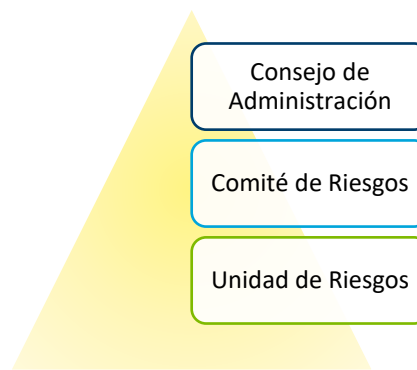 Consejo de
Administración
Comité de Riesgos
Unidad de Riesgos